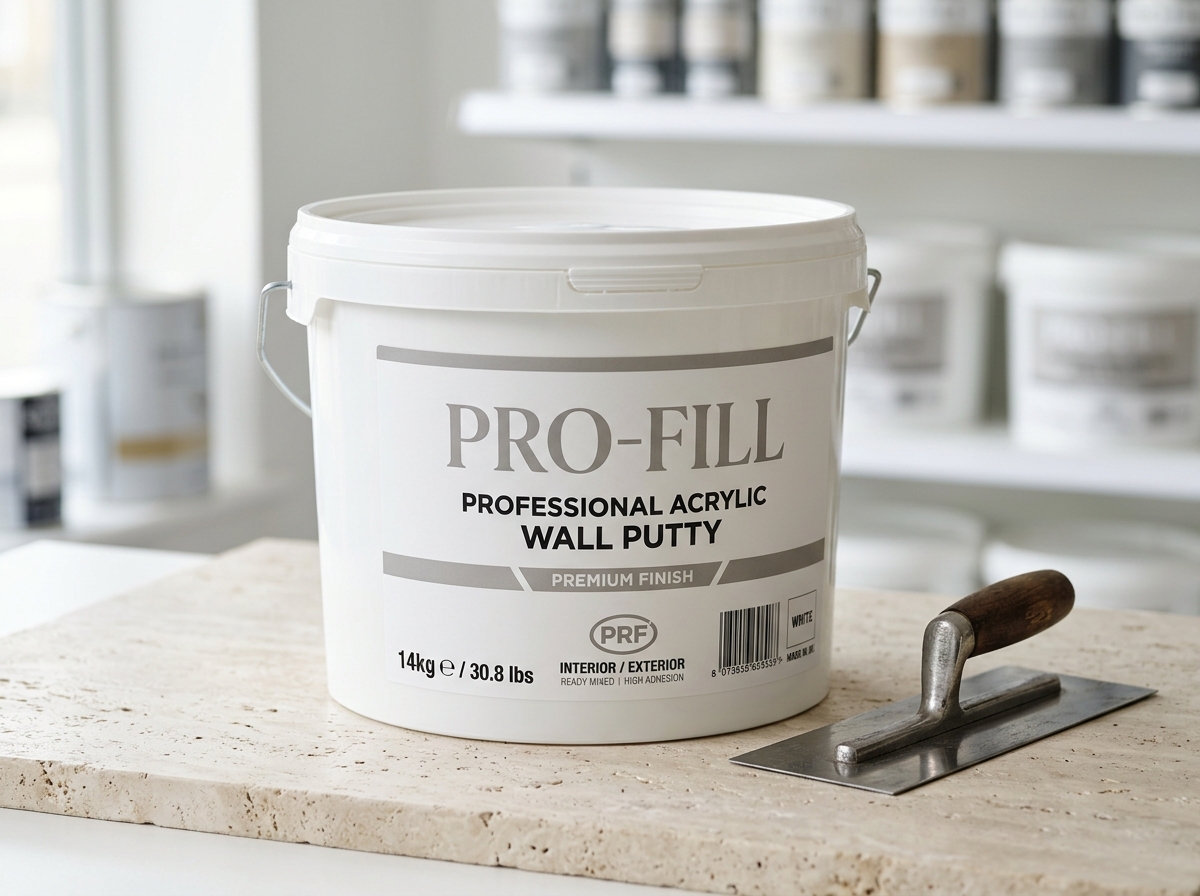 PRO-FILL
PROFESSIONAL ACRYLIC
WALL PUTTY
PREMIUM FINISH
PRF
14kg ℮ / 30.8 lbs
INTERIOR / EXTERIOR
READY MIXED | HIGH ADHESION
WHITE